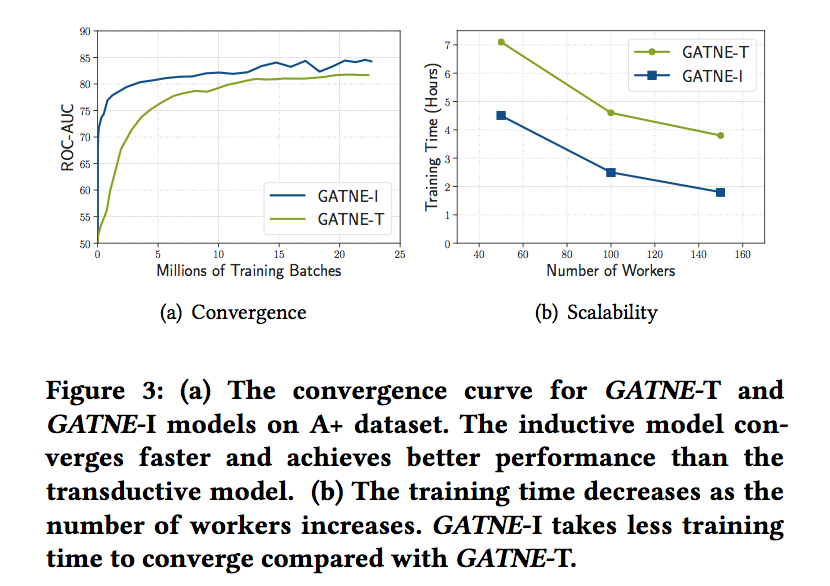 90
85
80
75
70
65
60
55
50
ROC-AUC
GATNE-I
GATNE-T
0 5 10 15 20 25
Millions of Training Batches
(a) Convergence
7
6
5
4
3
2
1
0
Training Time (Hours)
GATNE-T
GATNE-I
40 60 80 100 120 140 160
Number of Workers
(b) Scalability
Figure 3: (a) The convergence curve for GATNE-T and
GATNE-I models on A+ dataset. The inductive model con-
verges faster and achieves better performance than the
transductive model. (b) The training time decreases as the
number of workers increases. GATNE-I takes less training
time to converge compared with GATNE-T.